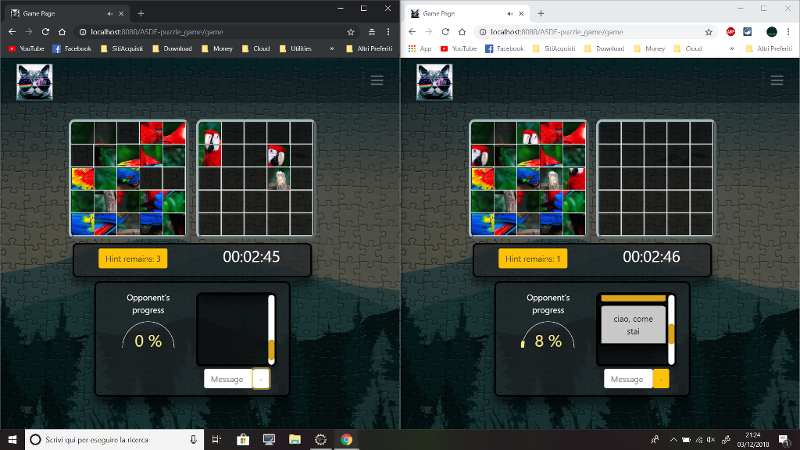 Game Page
localhost:8080/ASDE-puzzle_game/game
YouTube Facebook SitiAcquisti Download Money Cloud Utilities » Altri Preferiti
Hint remains: 3
00:02:45
Opponent's
progress
0 %
Message
Game Page
localhost:8080/ASDE-puzzle_game/game
App YouTube Facebook SitiAcquisti Download Money Cloud » Altri Preferiti
Hint remains: 1
00:02:46
Opponent's
progress
8 %
ciao, come
stai
Message
Scrivi qui per eseguire la ricerca
21:24
03/12/2018